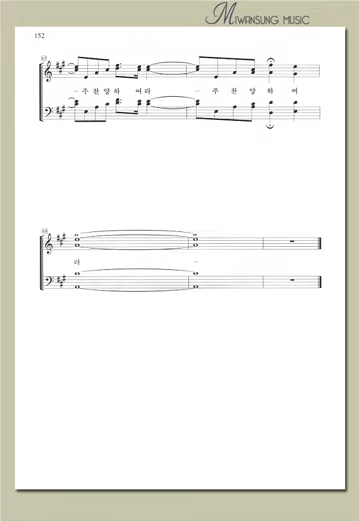 MIWANSUNG MUSIC
152
- 주 찬 양 하 여 라 - 주 찬 양 하 여
라 -